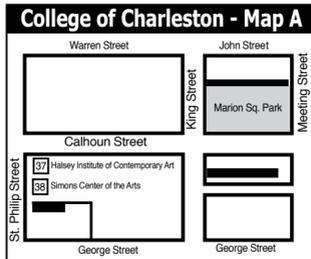 College of Charleston - Map A
Warren Street
John Street
King Street
Meeting Street
Marion Sq. Park
Calhoun Street
St. Philip Street
37 Halsey Institute of Contemporary Art
38 Simons Center of the Arts
George Street
George Street